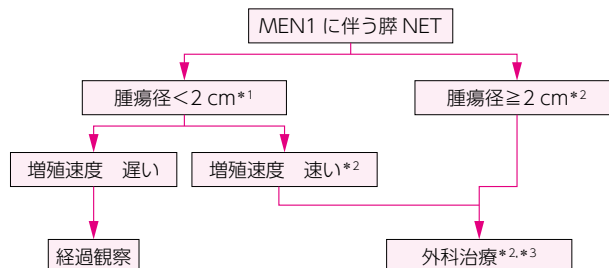 MEN1 に伴う膵 NET
腫瘍径＜2 cm*1
腫瘍径≧2 cm*2
増殖速度 遅い
増殖速度 速い*2
経過観察
外科治療*2,*3